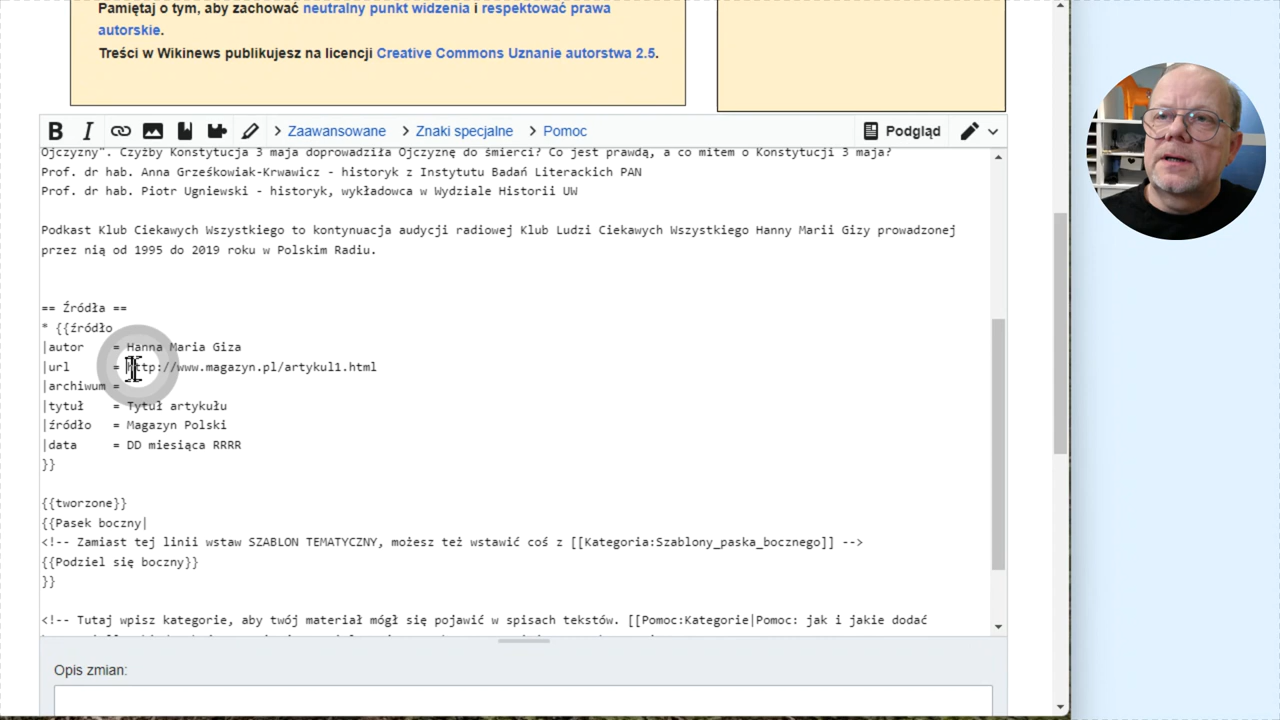 Pamiętaj o tym, aby zachować neutralny punkt widzenia i respektować prawa
autorskie.
Treści w Wikinews publikujesz na licencji Creative Commons Uznanie autorstwa 2.5.
B I Zaawansowane Znaki specjalne Pomoc Podgląd
Ojczyzny". Czyżby Konstytucja 3 maja doprowadziła Ojczyznę do śmierci? Co jest prawdą, a co mitem o Konstytucji 3 maja?
Prof. dr hab. Anna Grześkowiak-Krwawicz - historyk z Instytutu Badań Literackich PAN
Prof. dr hab. Piotr Ugniewski - historyk, wykładowca w Wydziale Historii UW
Podkast Klub Ciekawych Wszystkiego to kontynuacja audycji radiowej Klub Ludzi Ciekawych Wszystkiego Hanny Marii Gizy prowadzonej
przez nią od 1995 do 2019 roku w Polskim Radiu.
== Źródła ==
* {{źródło
|autor = Hanna Maria Giza
|url = http://www.magazyn.pl/artykul1.html
|archiwum =
|tytuł = Tytuł artykułu
|źródło = Magazyn Polski
|data = DD miesiąca RRRR
}}
{{tworzone}}
{{Pasek boczny|
<!-- Zamiast tej linii wstaw SZABLON TEMATYCZNY, możesz też wstawić coś z [[Kategoria:Szablony_paska_bocznego]] -->
{{Podziel się boczny}}
}}
<!-- Tutaj wpisz kategorie, aby twój materiał mógł się pojawić w spisach tekstów. [[Pomoc:Kategorie|Pomoc: jak i jakie dodać
Opis zmian: